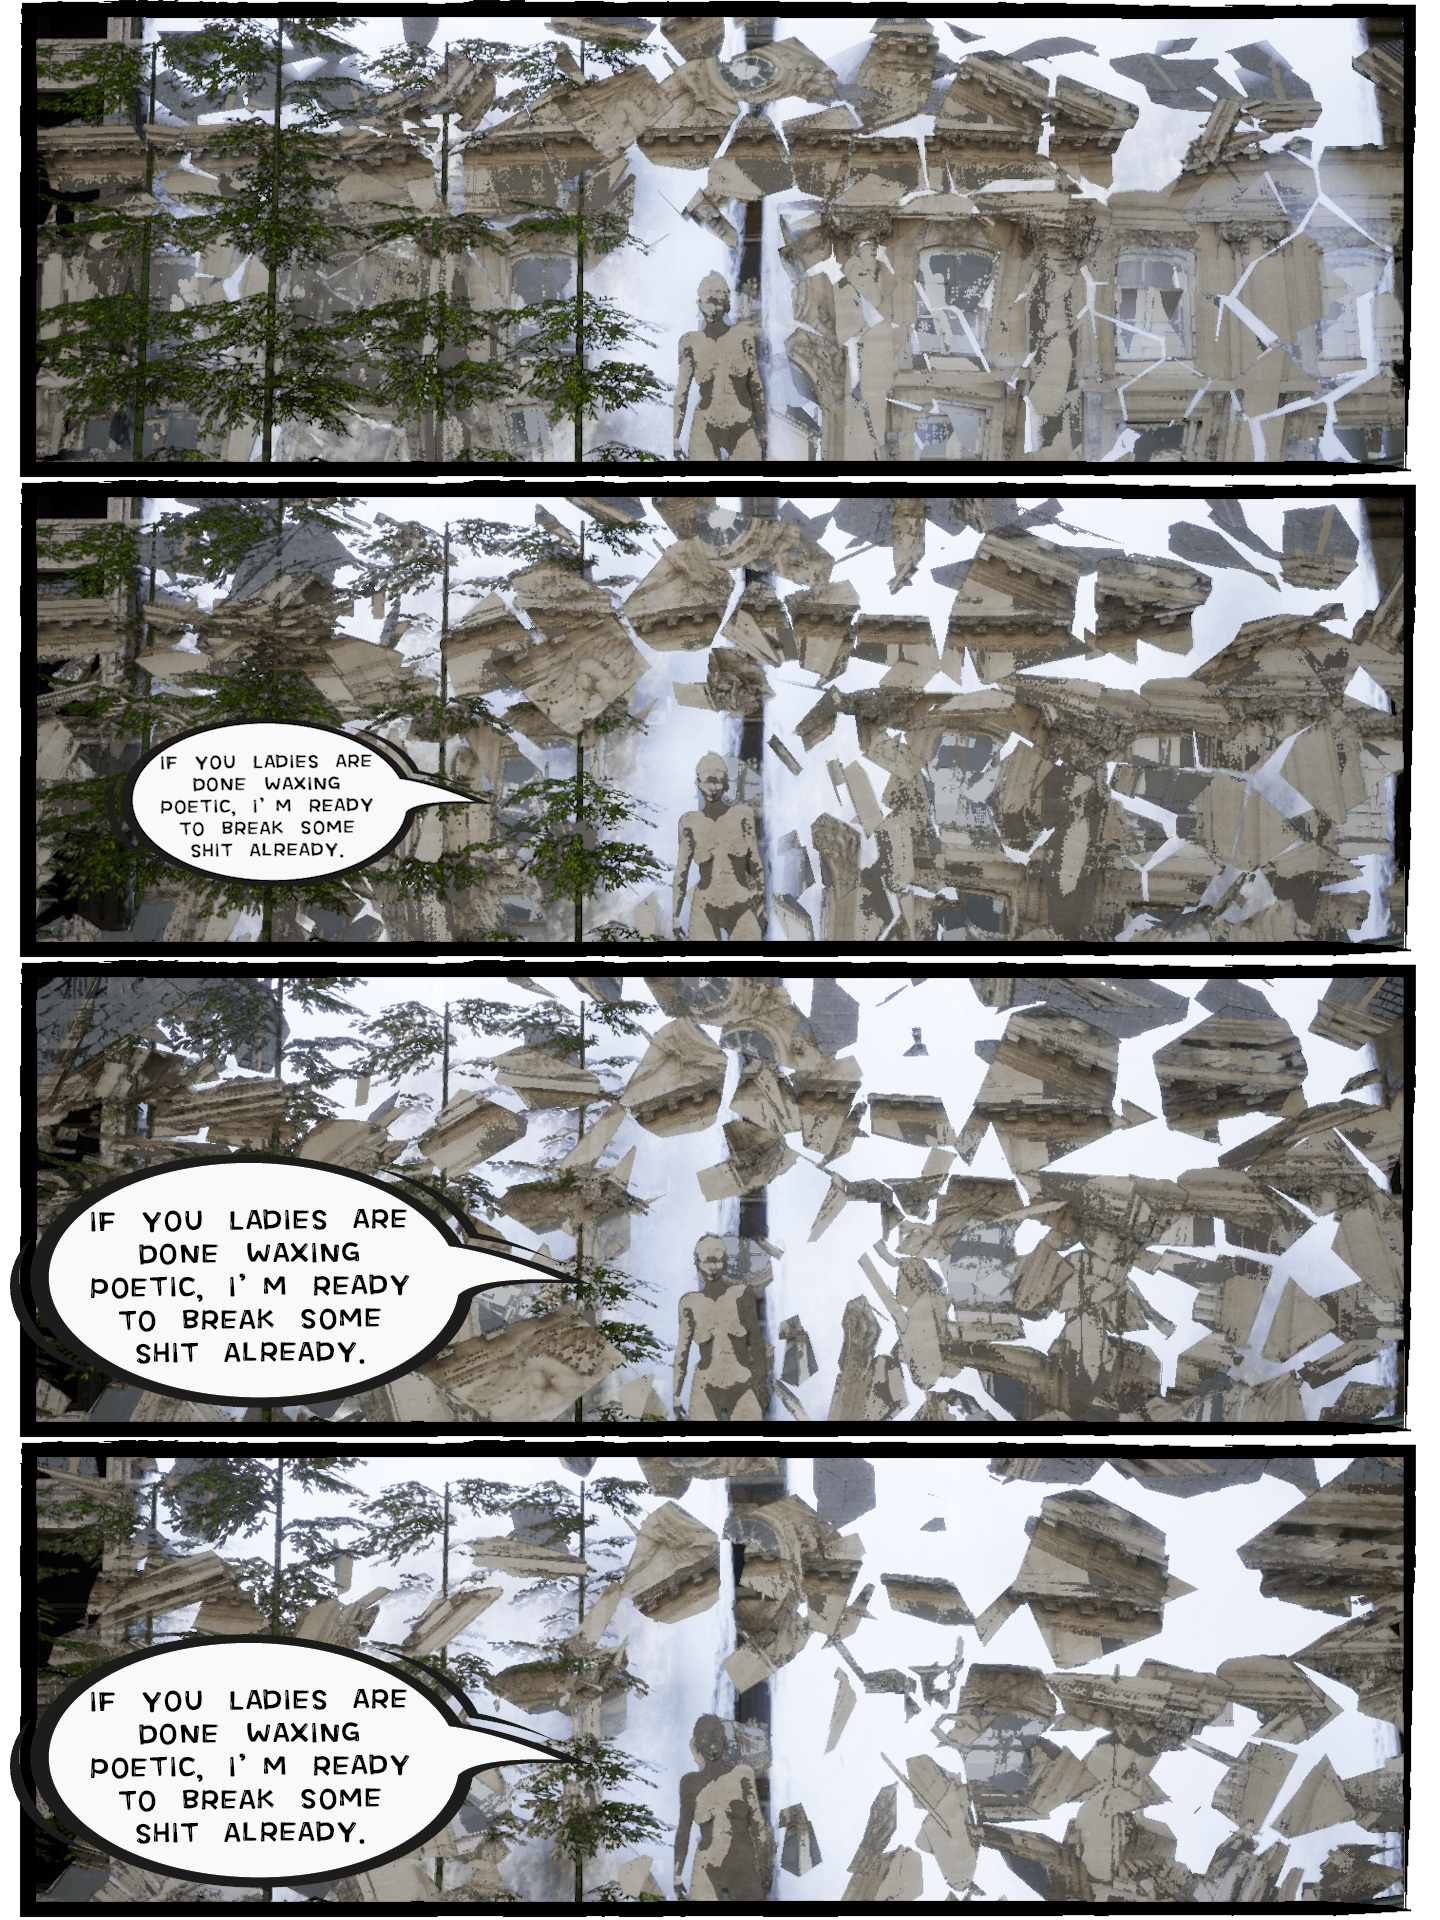 IF YOU LADIES ARE
DONE WAXING
POETIC, I'M READY
TO BREAK SOME
SHIT ALREADY.
IF YOU LADIES ARE
DONE WAXING
POETIC, I'M READY
TO BREAK SOME
SHIT ALREADY.
IF YOU LADIES ARE
DONE WAXING
POETIC, I'M READY
TO BREAK SOME
SHIT ALREADY.